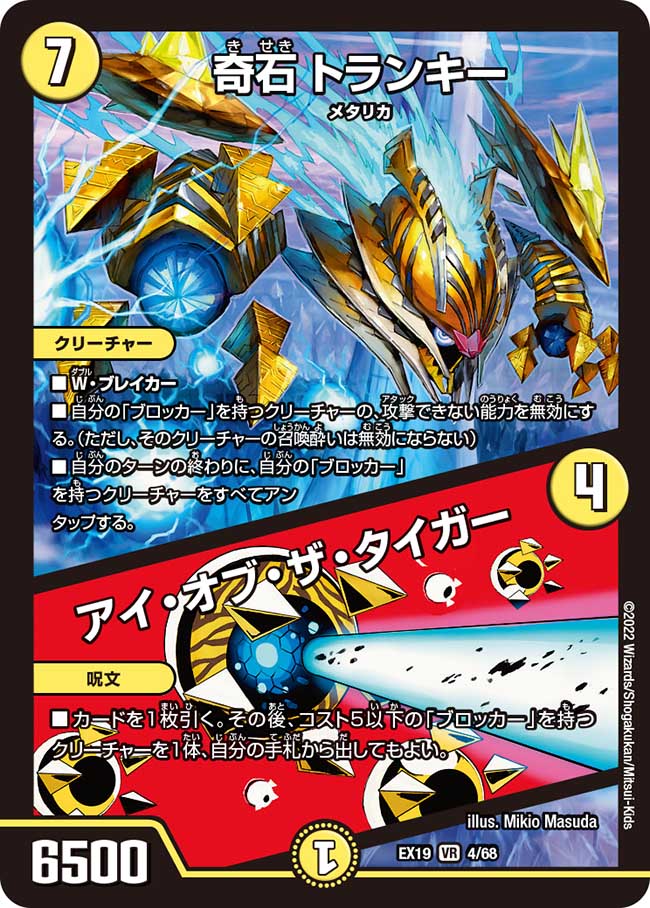 7
奇石 トランキー
きせき
メタリカ
クリーチャー
■W・ブレイカー
ダブル
■自分の「ブロッカー」を持つクリーチャーの、攻撃できない能力を無効にす
る。(ただし、そのクリーチャーの召喚酔いは無効にならない)
■自分のターンの終わりに、自分の「ブロッカー」
を持つクリーチャーをすべてアン
タップする。
4
アイ・オブ・ザ・タイガー
呪文
■カードを1枚引く。その後、コスト5以下の「ブロッカー」を持つ
クリーチャーを1体、自分の手札から出してもよい。
illus. Mikio Masuda
6500
1
EX19 VR 4/68
©2022 Wizards/Shogakukan/Mitsui-Kids